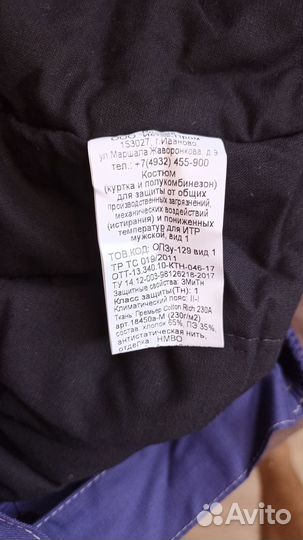 153027, г.Иваново
ул.Маршала Жаворонкова, д.9
тел.: +7(4932) 455-900
Костюм
(куртка и полукомбинезон)
для защиты от общих
производственных загрязнений,
механических воздействий
(истирания) и пониженных
температур для ИТР
мужской, вид 1
ТОВ.КОД: ОПЗу-129 вид 1
ТР ТС 019/2011
ОТТ-13.340.10-КТН-046-17
ТУ 14.12-003-98126218-2017
Защитные свойства: ЗМиТн
Класс защиты(Тн): 1
Климатический пояс: II-I
Ткань: Премьер Cotton Rich 230А
арт 18450а-М (230г/м2)
состав: хлопок 65%, ПЭ 35%,
антистатическая нить,
отделка: НМВО
Avito